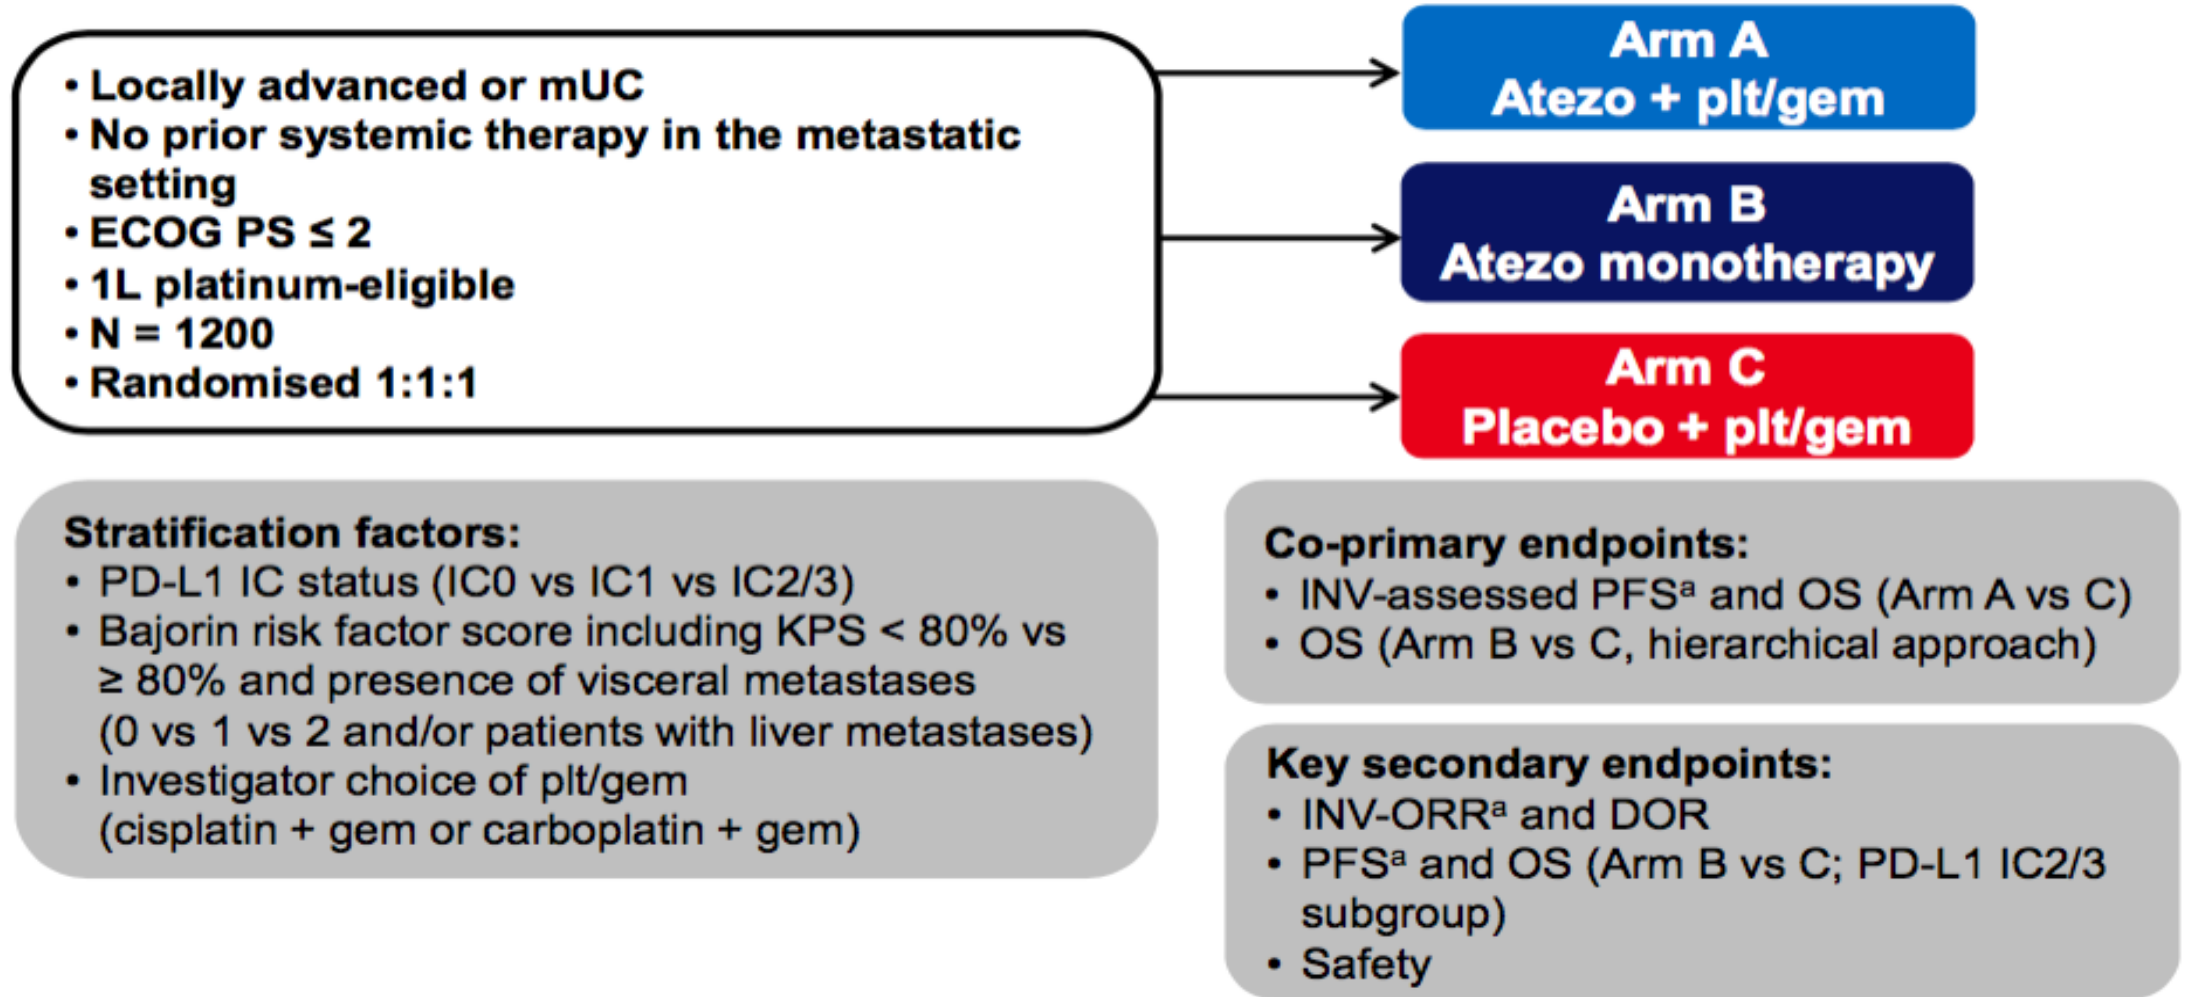 • Locally advanced or mUC
• No prior systemic therapy in the metastatic
setting
• ECOG PS ≤ 2
• 1L platinum-eligible
• N = 1200
• Randomised 1:1:1
Arm A
Atezo + plt/gem
Arm B
Atezo monotherapy
Arm C
Placebo + plt/gem
Stratification factors:
• PD-L1 IC status (IC0 vs IC1 vs IC2/3)
• Bajorin risk factor score including KPS < 80% vs
≥ 80% and presence of visceral metastases
(0 vs 1 vs 2 and/or patients with liver metastases)
• Investigator choice of plt/gem
(cisplatin + gem or carboplatin + gem)
Co-primary endpoints:
• INV-assessed PFSᵃ and OS (Arm A vs C)
• OS (Arm B vs C, hierarchical approach)
Key secondary endpoints:
• INV-ORRᵃ and DOR
• PFSᵃ and OS (Arm B vs C; PD-L1 IC2/3
subgroup)
• Safety